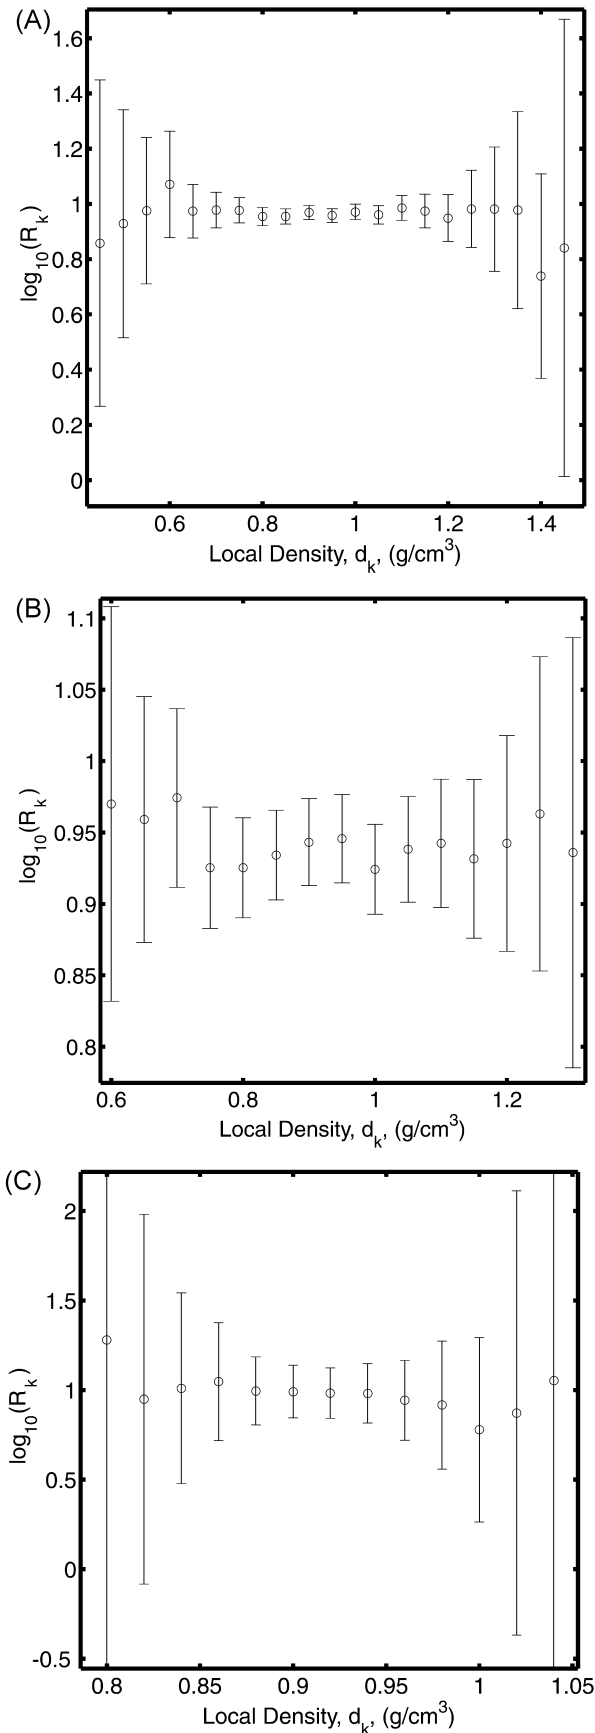 (A)
1.6
1.4
1.2
1
0.8
0.6
0.4
0.2
0
log10(Rk)
0.6 0.8 1 1.2 1.4
Local Density, dk, (g/cm3)
(B)
1.1
1.05
1
0.95
0.9
0.85
0.8
log10(Rk)
0.6 0.8 1 1.2
Local Density, dk, (g/cm3)
(C)
2
1.5
1
0.5
0
-0.5
log10(Rk)
0.8 0.85 0.9 0.95 1 1.05
Local Density, dk, (g/cm3)